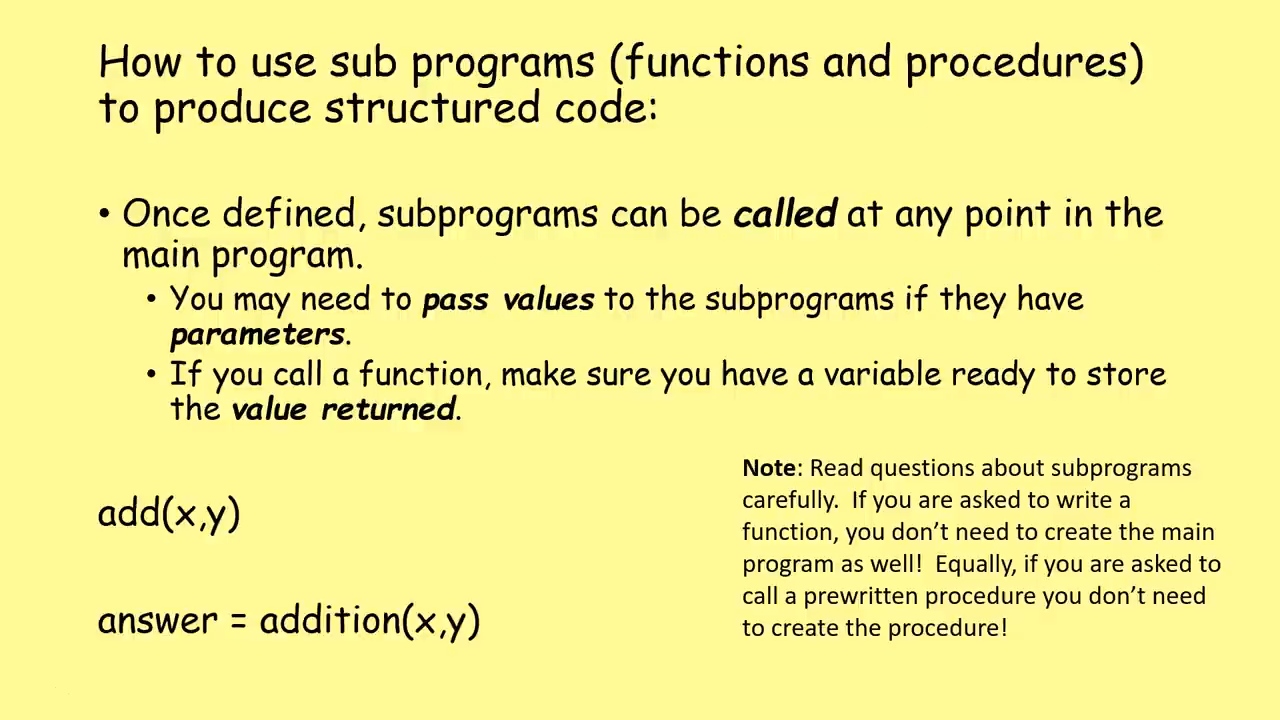 How to use sub programs (functions and procedures)
to produce structured code:
• Once defined, subprograms can be called at any point in the
main program.
• You may need to pass values to the subprograms if they have
parameters.
• If you call a function, make sure you have a variable ready to store
the value returned.
add(x,y)
answer = addition(x,y)
Note: Read questions about subprograms
carefully.  If you are asked to write a
function, you don’t need to create the main
program as well!  Equally, if you are asked to
call a prewritten procedure you don’t need
to create the procedure!